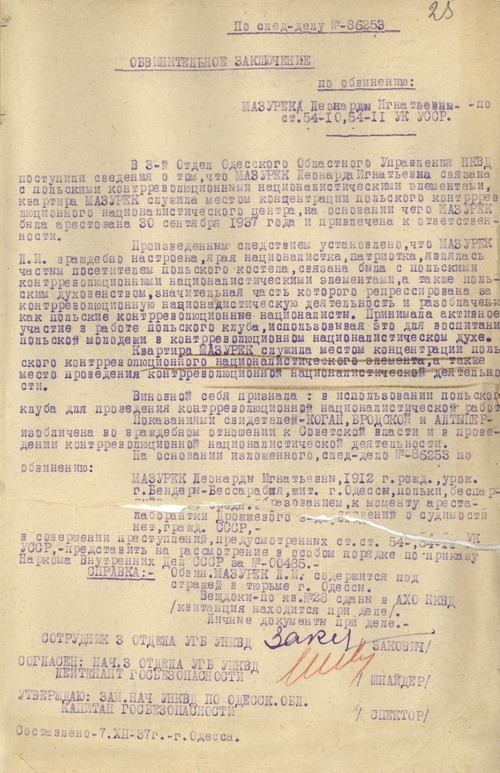 25
По след-делу №-86253
ОБВИНИТЕЛЬНОЕ ЗАКЛЮЧЕНИЕ
по обвинению:
МАЗУРЕК Леонарды Игнатьевны- -по
ст.54-10,54-11 УК УССР.
В 3-й Отдел Одесского Областного Управления НКВД
поступили сведения о том,что МАЗУРЕК Леонарда Игнатьевна связана
с польскими контрреволюционными националистическими элементами,
квартира МАЗУРЕК служила местом концентрации польского контррев
люционного националистического центра,на основании чего МАЗУРЕК
была арестована 30 сентября 1937 года и привлечена к ответствен-
ности.
Произведенным следствием установлено,что МАЗУРЕК
Л.И. враждебно настроена,ярая националистка,патриотка,являлась
частым посетителем польского костела,связана была с польскими
контрреволюционными националистическими элементами,а также поль-
ским духовенством,значительная часть которого репрессирована за
контрреволюционную националистическую деятельность и разоблачены
как польские контрреволюционные националисты. Принимала активное
участие в работе польского клуба,использовывая это для воспитания
польской молодежи в контрреволюционном националистическом духе.
Квартира МАЗУРЕК служила местом концентрации поль-
ского контрреволюционного националистического элемента,а также
место проведения контрреволюционной националистической деятельно-
сти.
Виновной себя признала : в использовании польског
клуба для проведения контрреволюционной националистической работ
Показаниями свидетелей-КОГАН,БРОДСКОЙ и АЛТЫПЕР-
изобличена во враждебном отношении к Советской власти и в прове-
дении контрреволюционной националистической деятельности.
На основании изложенного,след-дело №-86253 по
обвинению:
МАЗУРЕК Леонарды Игнатьевны,1912 г.рожд.,урож.
г.Бендеры-Бессарабия,жит. г.Одессы,польки,беспар-
образованием,к моменту ареста-
лаборантки о судимости
нет,гражд. СССР,-
в совершении преступлений,предусмотренных ст.ст. 54-,54-11 УК
УССР,-представить на рассмотрение в особом порядке по приказу
Наркома Внутренних Дел СССР за №-00485.-
СПРАВКА:- Обвин.МАЗУРЕК Л.И. содержится под
стражей в тюрьме г. Одессы.
Вещдоки-по кв.№28 сданы в АХО НКВД
/квитанция находится при деле/.
Личные документы при деле.-
СОТРУДНИК 3 ОТДЕЛА УГБ УНКВД /ЗАКОВИЧ/
СОГЛАСЕН: НАЧ.3 ОТДЕЛА УГБ УНКВД
ЛЕЙТЕНАНТ ГОСБЕЗОПАСНОСТИ / ШНАЙДЕР/
УТВЕРЖДАЮ: ЗАМ.НАЧ УНКВД ПО ОДЕССК.ОБЛ.
КАПИТАН ГОСБЕЗОПАСНОСТИ / СПЕКТОР/
Составлено-7.XII-37г.-г.Одесса.